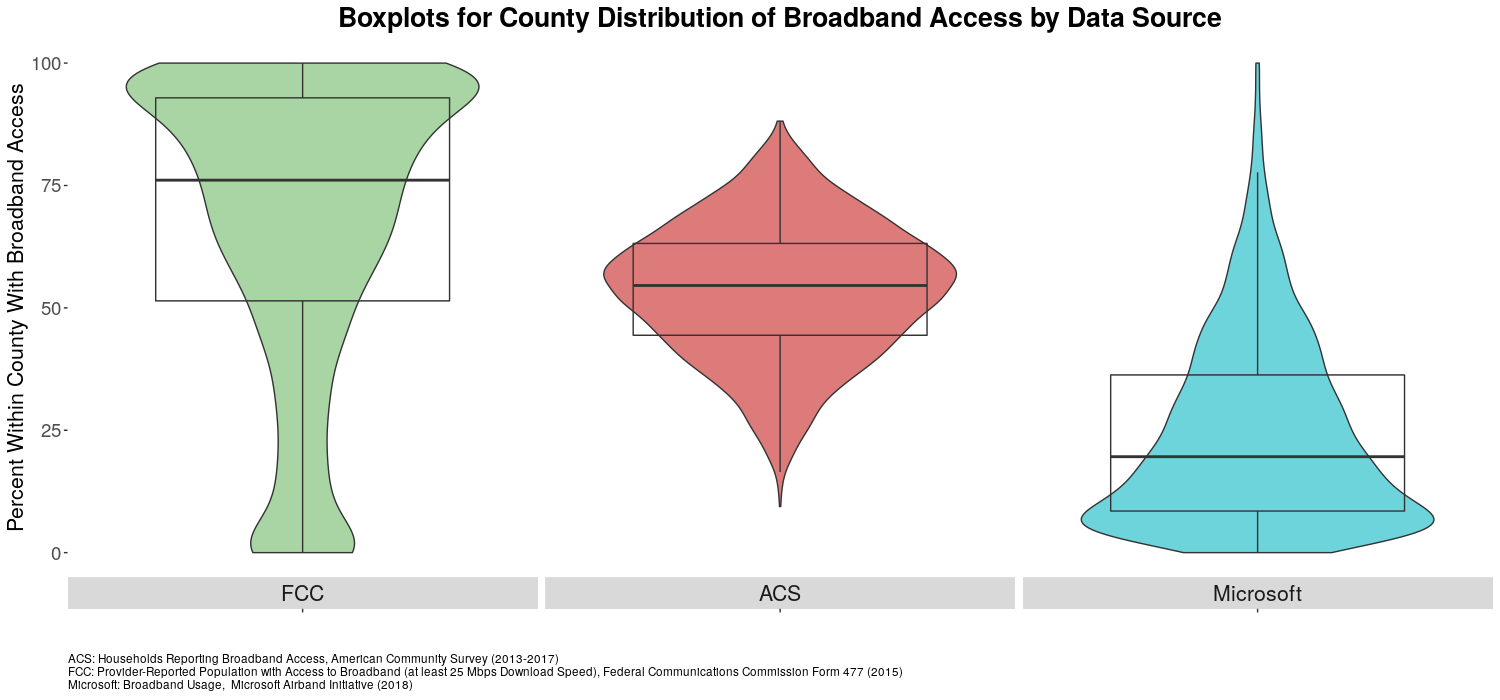 Boxplots for County Distribution of Broadband Access by Data Source
Percent Within County With Broadband Access
100
75
50
25
0
FCC
ACS
Microsoft
ACS: Households Reporting Broadband Access, American Community Survey (2013-2017)
FCC: Provider-Reported Population with Access to Broadband (at least 25 Mbps Download Speed), Federal Communications Commission Form 477 (2015)
Microsoft: Broadband Usage,  Microsoft Airband Initiative (2018)